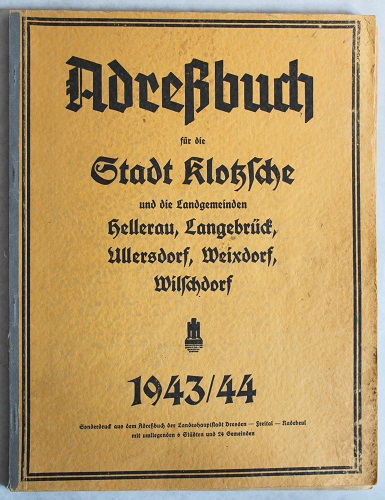 Adreßbuch
für die
Stadt Klotzsche
und die Landgemeinden
Hellerau, Langebrück,
Ullersdorf, Weixdorf,
Wilschdorf
1943/44
Sonderdruck aus dem Adreßbuch der Landeshauptstadt Dresden — Freital — Radebeul
mit umliegenden 6 Städten und 24 Gemeinden